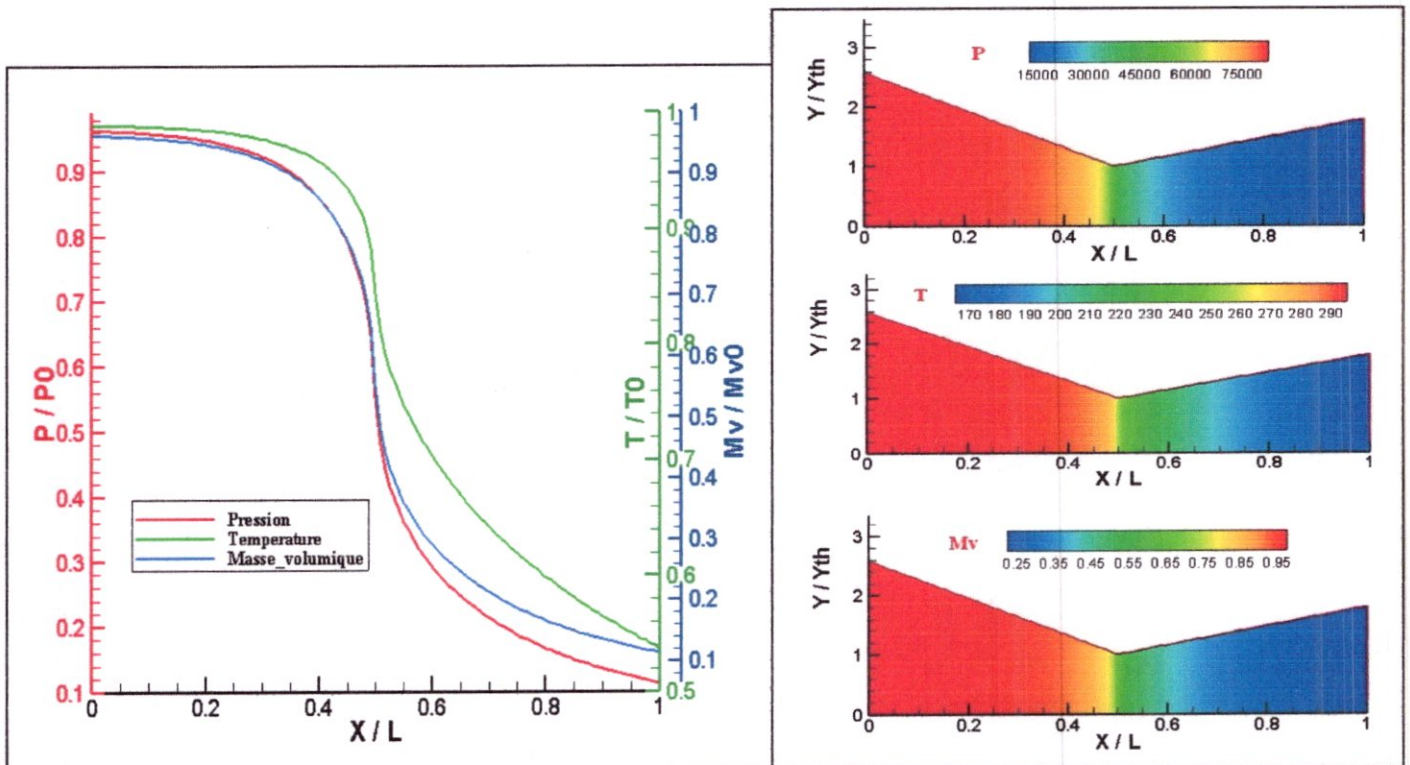 P / P0
0.9
0.8
0.7
0.6
0.5
0.4
0.3
0.2
0.1
Pression
Temperature
Masse_volumique
0 0.2 0.4 0.6 0.8 1
X / L
T / T0
1
0.9
0.8
0.7
0.6
0.5
Mv / Mv0
1
0.9
0.8
0.7
0.6
0.5
0.4
0.3
0.2
0.1
P
15000 30000 45000 60000 75000
Y / Yth
3
2
1
0
0 0.2 0.4 0.6 0.8 1
X / L
T
170 180 190 200 210 220 230 240 250 260 270 280 290
Y / Yth
3
2
1
0
0 0.2 0.4 0.6 0.8 1
X / L
Mv
0.25 0.35 0.45 0.55 0.65 0.75 0.85 0.95
Y / Yth
3
2
1
0
0 0.2 0.4 0.6 0.8 1
X / L